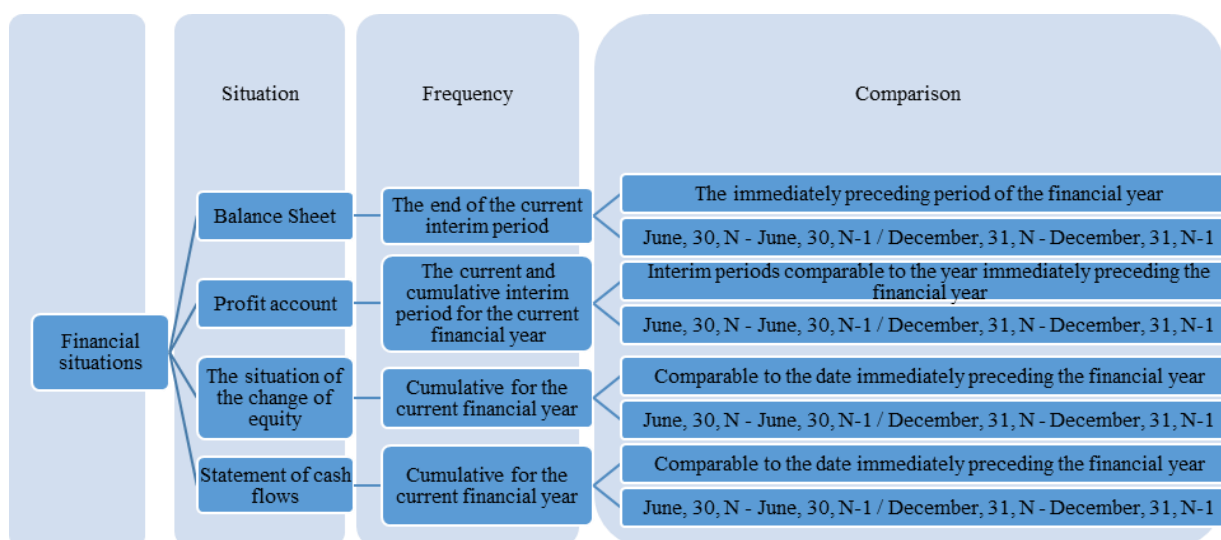 Situation
Frequency
Comparison
Financial
situations
Balance Sheet
The end of the current
interim period
The immediately preceding period of the financial year
June, 30, N - June, 30, N-1 / December, 31, N - December, 31, N-1
Profit account
The current and
cumulative interim
period for the current
financial year
Interim periods comparable to the year immediately preceding the
financial year
June, 30, N - June, 30, N-1 / December, 31, N - December, 31, N-1
The situation of
the change of
equity
Cumulative for the
current financial year
Comparable to the date immediately preceding the financial year
June, 30, N - June, 30, N-1 / December, 31, N - December, 31, N-1
Statement of cash
flows
Cumulative for the
current financial year
Comparable to the date immediately preceding the financial year
June, 30, N - June, 30, N-1 / December, 31, N - December, 31, N-1